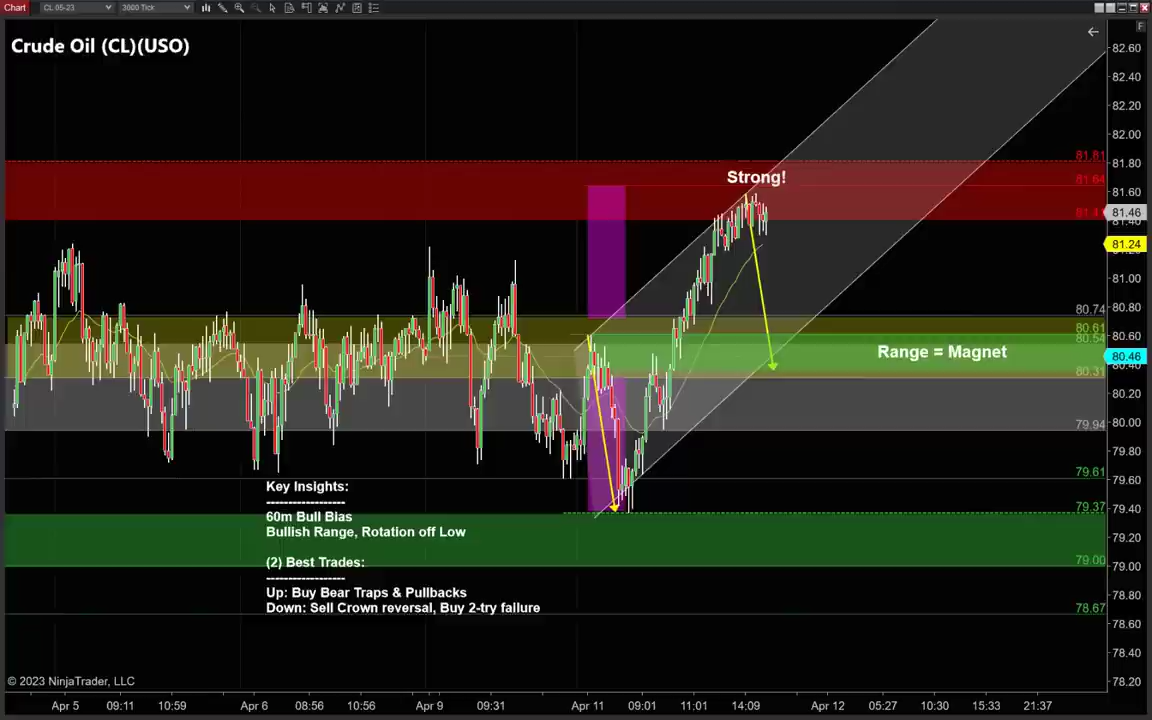 Chart
CL 05-23
3000 Tick
F
Crude Oil (CL)(USO)
82.60
82.40
82.20
82.00
81.80
81.60
81.46
81.24
81.00
80.80
80.60
80.46
80.20
80.00
79.80
79.60
79.40
79.20
79.00
78.80
78.60
78.40
78.20
81.81
81.64
80.74
80.61
80.54
80.31
79.94
79.61
79.37
79.00
78.67
Strong!
Range = Magnet
Key Insights:
-------------------
60m Bull Bias
Bullish Range, Rotation off Low
(2) Best Trades:
-------------------
Up: Buy Bear Traps & Pullbacks
Down: Sell Crown reversal, Buy 2-try failure
© 2023 NinjaTrader, LLC
Apr 5 09:11 10:59 Apr 6 08:56 10:56 Apr 9 09:31 Apr 11 09:01 11:01 14:09 Apr 12 05:27 10:30 15:33 21:37